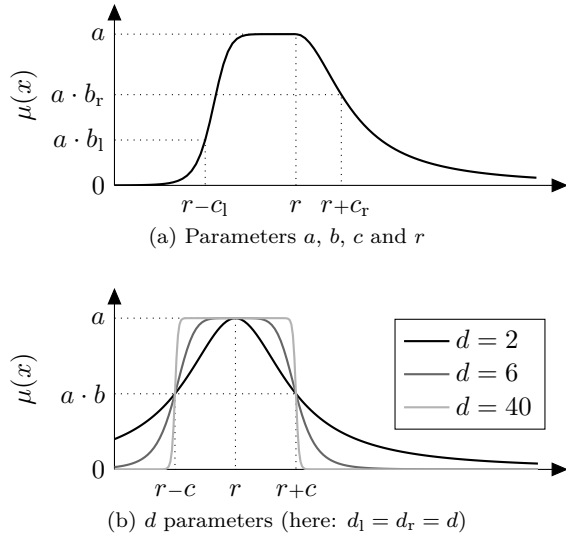 a
μ(x)
a · b_r
a · b_l
0
r−c_l
r
r+c_r
(a) Parameters a, b, c and r
a
μ(x)
a · b
0
r−c
r
r+c
d = 2
d = 6
d = 40
(b) d parameters (here: d_l = d_r = d)